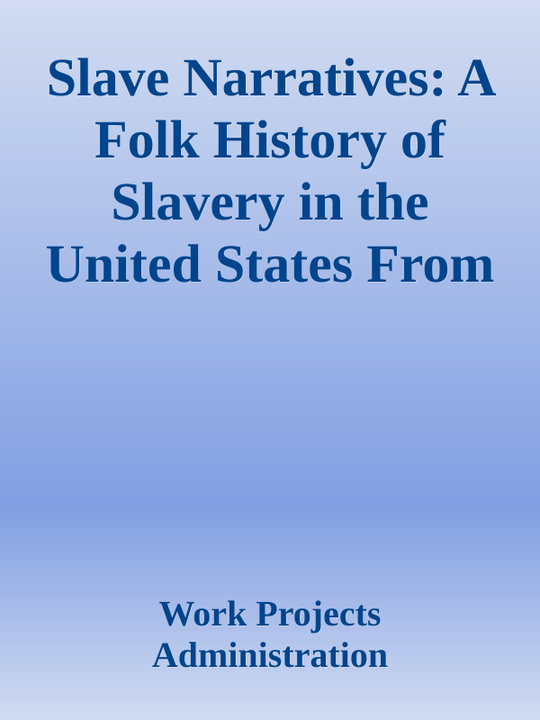 Slave Narratives: A
Folk History of
Slavery in the
United States From
Work Projects
Administration